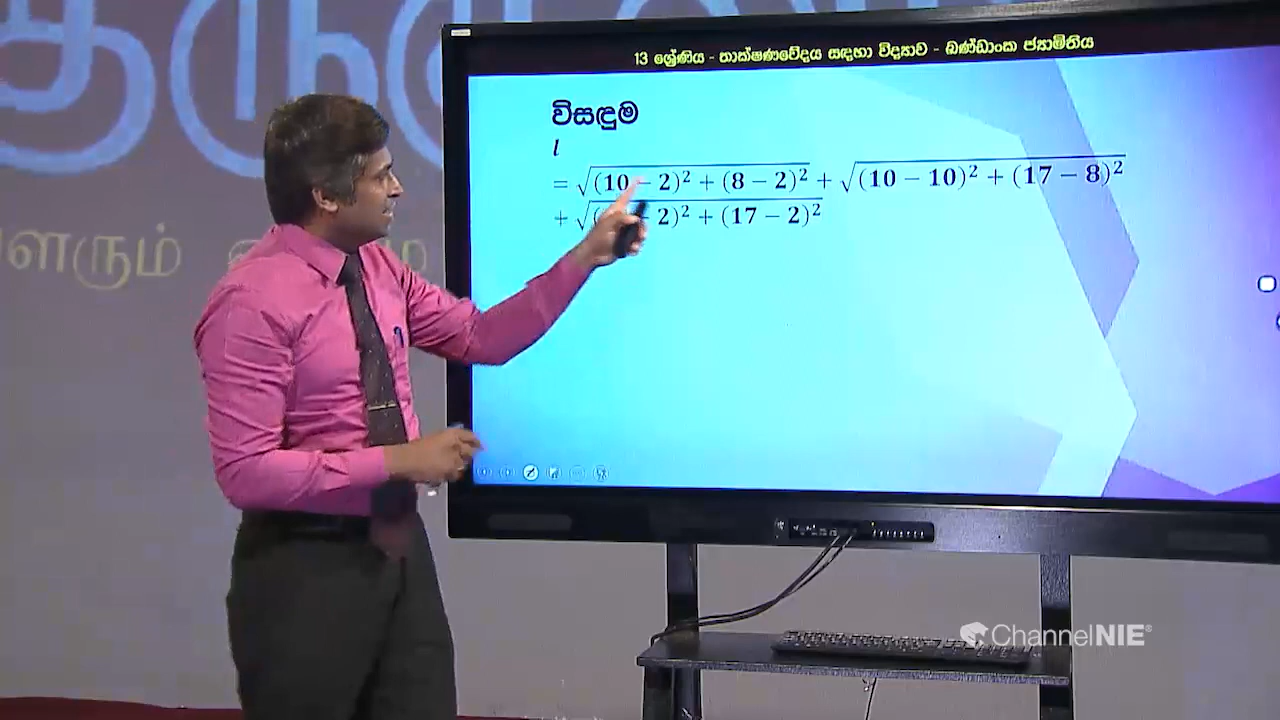 13 ශ්‍රේණිය - තාක්ෂණවේදය සඳහා විද්‍යාව - ඛණ්ඩාංක ජ්‍යාමිතිය
විසඳුම
l
= √(10 − 2)² + (8 − 2)² + √(10 − 10)² + (17 − 8)²
+ √( − 2)² + (17 − 2)²
ChannelNIE